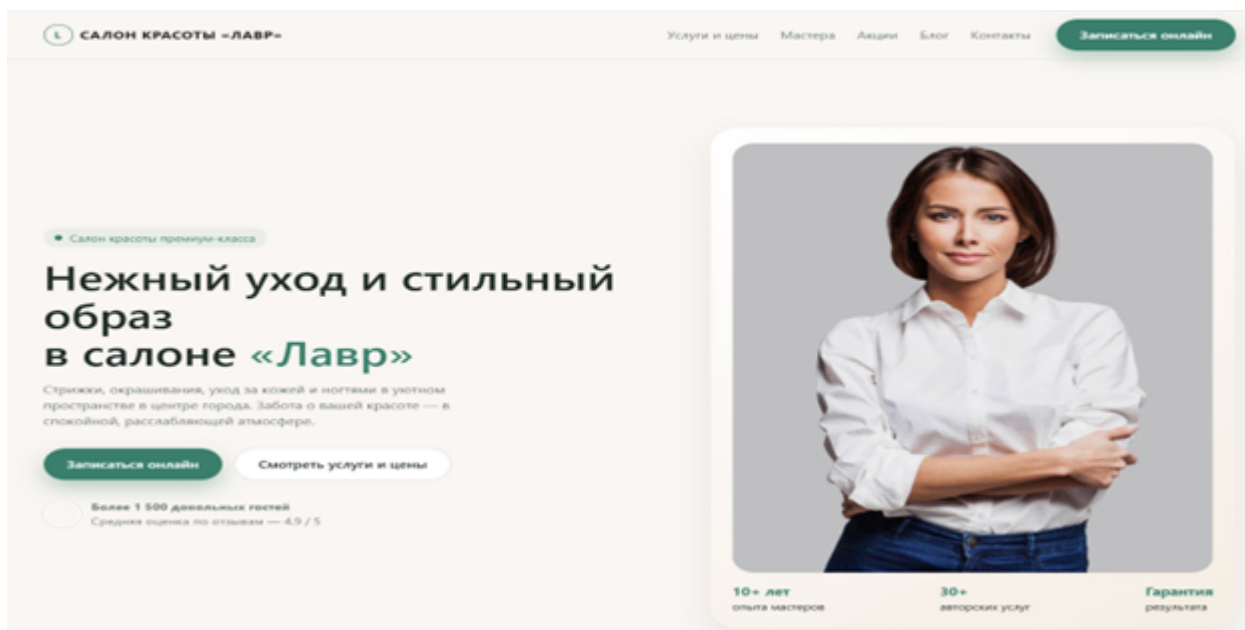 L САЛОН КРАСОТЫ «ЛАВР»
Услуги и цены Мастера Акции Блог Контакты Записаться онлайн
Салон красоты премиум-класса
Нежный уход и стильный
образ
в салоне «Лавр»
Стрижки, окрашивания, уход за кожей и ногтями в уютном
пространстве в центре города. Забота о вашей красоте — в
спокойной, расслабляющей атмосфере.
Записаться онлайн Смотреть услуги и цены
Более 1 500 довольных гостей
Средняя оценка по отзывам — 4.9 / 5
10+ лет
опыта мастеров
30+
авторских услуг
Гарантия
результата